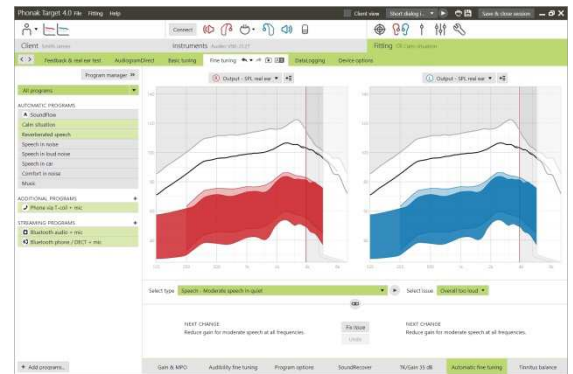 Phonak Target 4.0 File Fitting Help
Client view
Short dialog
Save & close session
Connect
Client
Instruments
Fitting
Feedback & real ear test
AudiogramDirect
Basic tuning
Fine tuning
DataLogging
Device options
Program manager
All programs
AUTOMATIC PROGRAMS
SoundFlow
Calm situation
Reverberated speech
Speech in noise
Speech in loud noise
Speech in car
Comfort in noise
Music
ADDITIONAL PROGRAMS +
Phone via T-coil + mic
STREAMING PROGRAMS +
Bluetooth audio + mic
Bluetooth phone / DECT + mic
+ Add programs...
Output - SPL real ear
Output - SPL real ear
Select type Speech - Moderate speech in quiet
Select issue Overall too loud
NEXT CHANGE
Reduce gain for moderate speech at all frequencies.
Fix issue
Undo
NEXT CHANGE
Reduce gain for moderate speech at all frequencies.
Gain & MPO
Audibility fine tuning
Program options
SoundRecover
TK/Gain 35 dB
Automatic fine tuning
Tinnitus balance